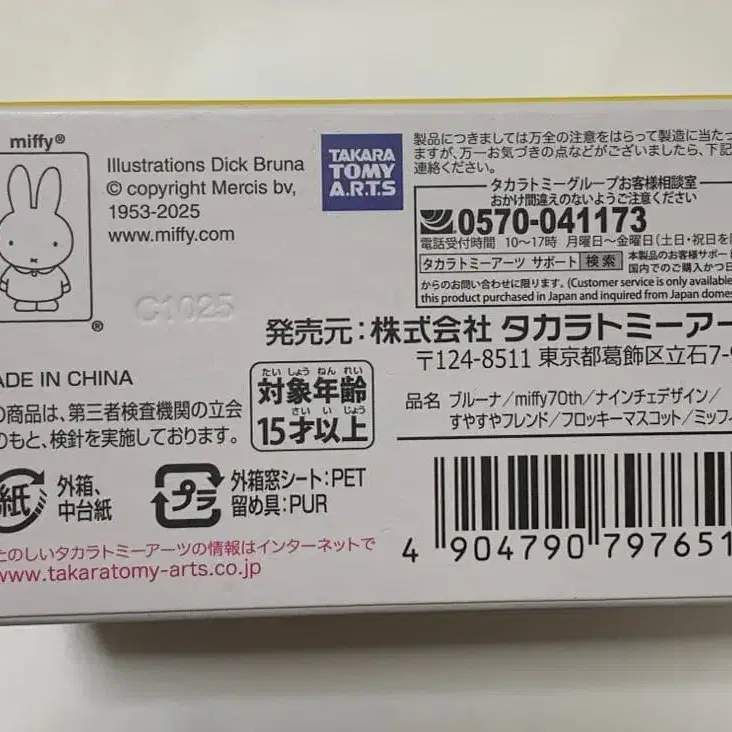 miffy®
Illustrations Dick Bruna
© copyright Mercis bv,
1953-2025
www.miffy.com
®
C1025
TAKARA
TOMY
A.R.T.S
製品につきましては万全の注意をはらって製造に当たっ
ますが、万一お気づきの点などがございましたら、下記
連絡ください。
タカラトミーグループお客様相談室
おかけ間違えのないようご注意ください
0570-041173
電話受付時間 10〜17時 月曜日〜金曜日(土日・祝日を
タカラトミーアーツ サポート 検索
本製品のお客様サポー
国内でのご購入かつ日
からのお問い合わせに限ります。(Customer service is only available
this product purchased in Japan and inquired from Japan domes
発売元:株式会社 タカラトミーアー
〒124-8511 東京都葛飾区立石7-
ADE IN CHINA
の商品は、第三者検査機関の立会
のもと、検針を実施しております。
たいしょうねんれい
対象年齢
さいいじょう
15才以上
品名 ブルーナ/miffy70th/ナインチェデザイン/
すやすやフレンド/フロッキーマスコット/ミッフィ
紙
外箱、
中台紙
プラ
外箱窓シート:PET
留め具:PUR
たのしいタカラトミーアーツの情報はインターネットで
www.takaratomy-arts.co.jp
4 904790 797651